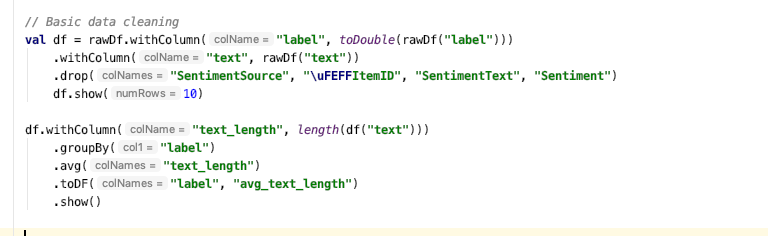 // Basic data cleaning
val df = rawDf.withColumn( colName = "label", toDouble(rawDf("label")))
.withColumn( colName = "text", rawDf("text"))
.drop( colNames = "SentimentSource", "\uFEFFItemID", "SentimentText", "Sentiment")
df.show( numRows = 10)
df.withColumn( colName = "text_length", length(df("text")))
.groupBy( col1 = "label")
.avg( colNames = "text_length")
.toDF( colNames = "label", "avg_text_length")
.show()